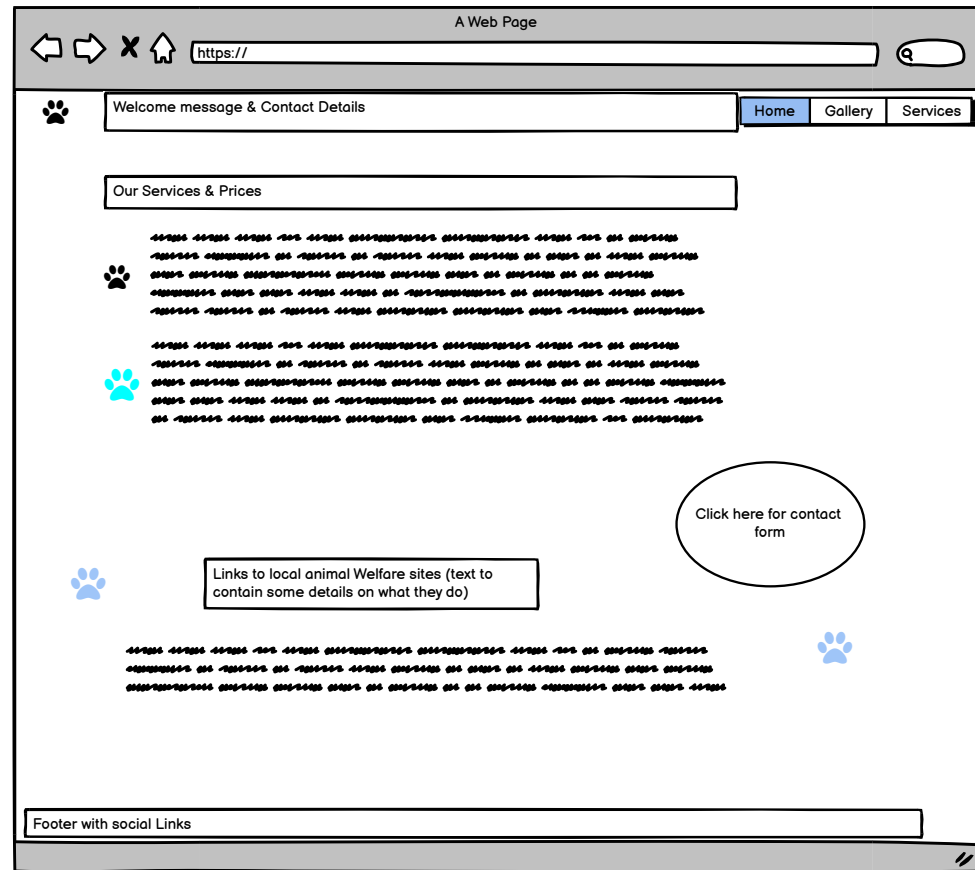 A Web Page
https://
Welcome message & Contact Details
Home Gallery Services
Our Services & Prices
Click here for contact
form
Links to local animal Welfare sites (text to
contain some details on what they do)
Footer with social Links